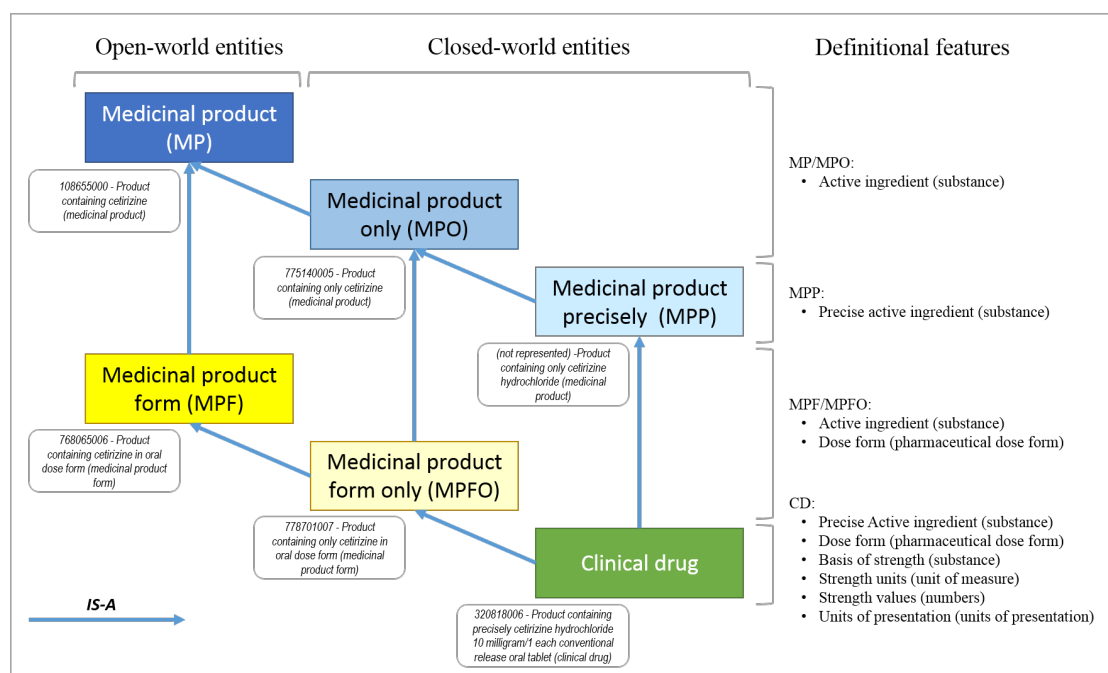 Open-world entities
Closed-world entities
Definitional features
Medicinal product
(MP)
108655000 - Product
containing cetirizine
(medicinal product)
Medicinal product
only (MPO)
775140005 - Product
containing only cetirizine
(medicinal product)
Medicinal product
precisely  (MPP)
(not represented) -Product
containing only cetirizine
hydrochloride (medicinal
product)
Medicinal product
form (MPF)
768065006 - Product
containing cetirizine in oral
dose form (medicinal product
form)
Medicinal product
form only (MPFO)
778701007 - Product
containing only cetirizine in
oral dose form (medicinal
product form)
Clinical drug
320818006 - Product containing
precisely cetirizine hydrochloride
10 milligram/1 each conventional
release oral tablet (clinical drug)
IS-A
MP/MPO:
• Active ingredient (substance)
MPP:
• Precise active ingredient (substance)
MPF/MPFO:
• Active ingredient (substance)
• Dose form (pharmaceutical dose form)
CD:
• Precise Active ingredient (substance)
• Dose form (pharmaceutical dose form)
• Basis of strength (substance)
• Strength units (unit of measure)
• Strength values (numbers)
• Units of presentation (units of presentation)